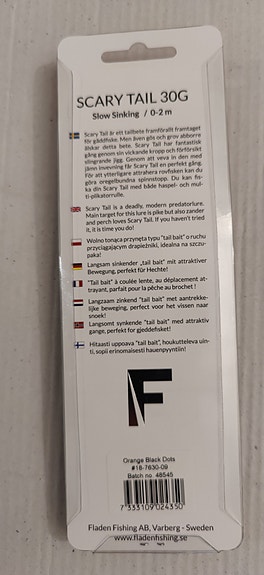 SCARY TAIL 30G
Slow Sinking / 0-2 m
Scary Tail är ett tailbete framförallt framtaget
för gäddfiske. Men även gös och grov abborre
älskar detta bete. Scary Tail har fantastisk
gång genom sin vickande kropp och förförsikt
slingrande jigg. Genom att veva in den med
jämn invevning får Scary Tail en perfekt gång.
För att ytterligare attrahera rovfisken kan du
göra oregelbundna spinnstopp. Du kan fis-
ka din Scary Tail med både haspel- och mul-
ti-plikatorrulle.
Scary Tail is a deadly, modern predatorlure.
Main target for this lure is pike but also zander
and perch loves Scary Tail. If you haven't tried
it, it is time you do!
Wolno tonąca przynęta typu "tail bait" o ruchu
przyciągającym drapieżniki, idealna na szczu-
paka!
Langsam sinkender „tail bait" mit attraktiver
Bewegung, perfekt für Hechte!
"Tail bait" à coulée lente, au déplacement at-
trayant, parfait pour la pêche au brochet !
Langzaam zinkend "tail bait" met aantrekke-
lijke beweging, perfect voor het vissen naar
snoek!
Langsomt synkende "tail bait" med attraktiv
gange, perfekt for gjeddefisket!
Hitaasti uppoava "tail bait", houkutteleva uin-
ti, sopii erinomaisesti hauenpyyntiin!
F
Orange Black Dots
#18-7630-09
Batch no. 48545
7 333109 024350
Fladen Fishing AB, Varberg - Sweden
www.fladenfishing.se